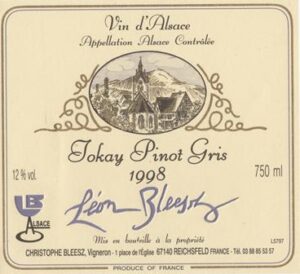 Vin d'Alsace
Appellation Alsace Contrôlée
Tokay Pinot Gris
1998
12 % vol.
750 ml
Léon Bleesz
ALSACE
Mis en bouteille à la propriété
L5797
CHRISTOPHE BLEESZ, Vigneron - 1 place de l'Église 67140 REICHSFELD FRANCE - Tél. 03 88 85 53 57
PRODUCE OF FRANCE